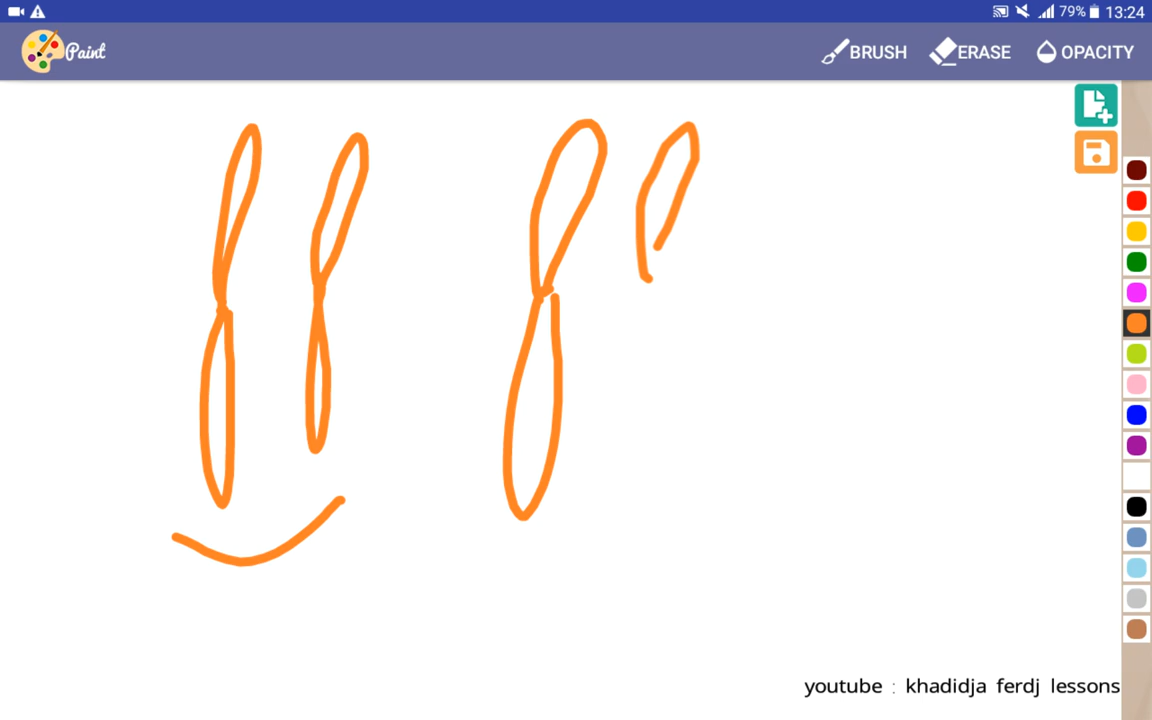 79% 13:24
Paint BRUSH ERASE OPACITY
youtube : khadidja ferdj lessons